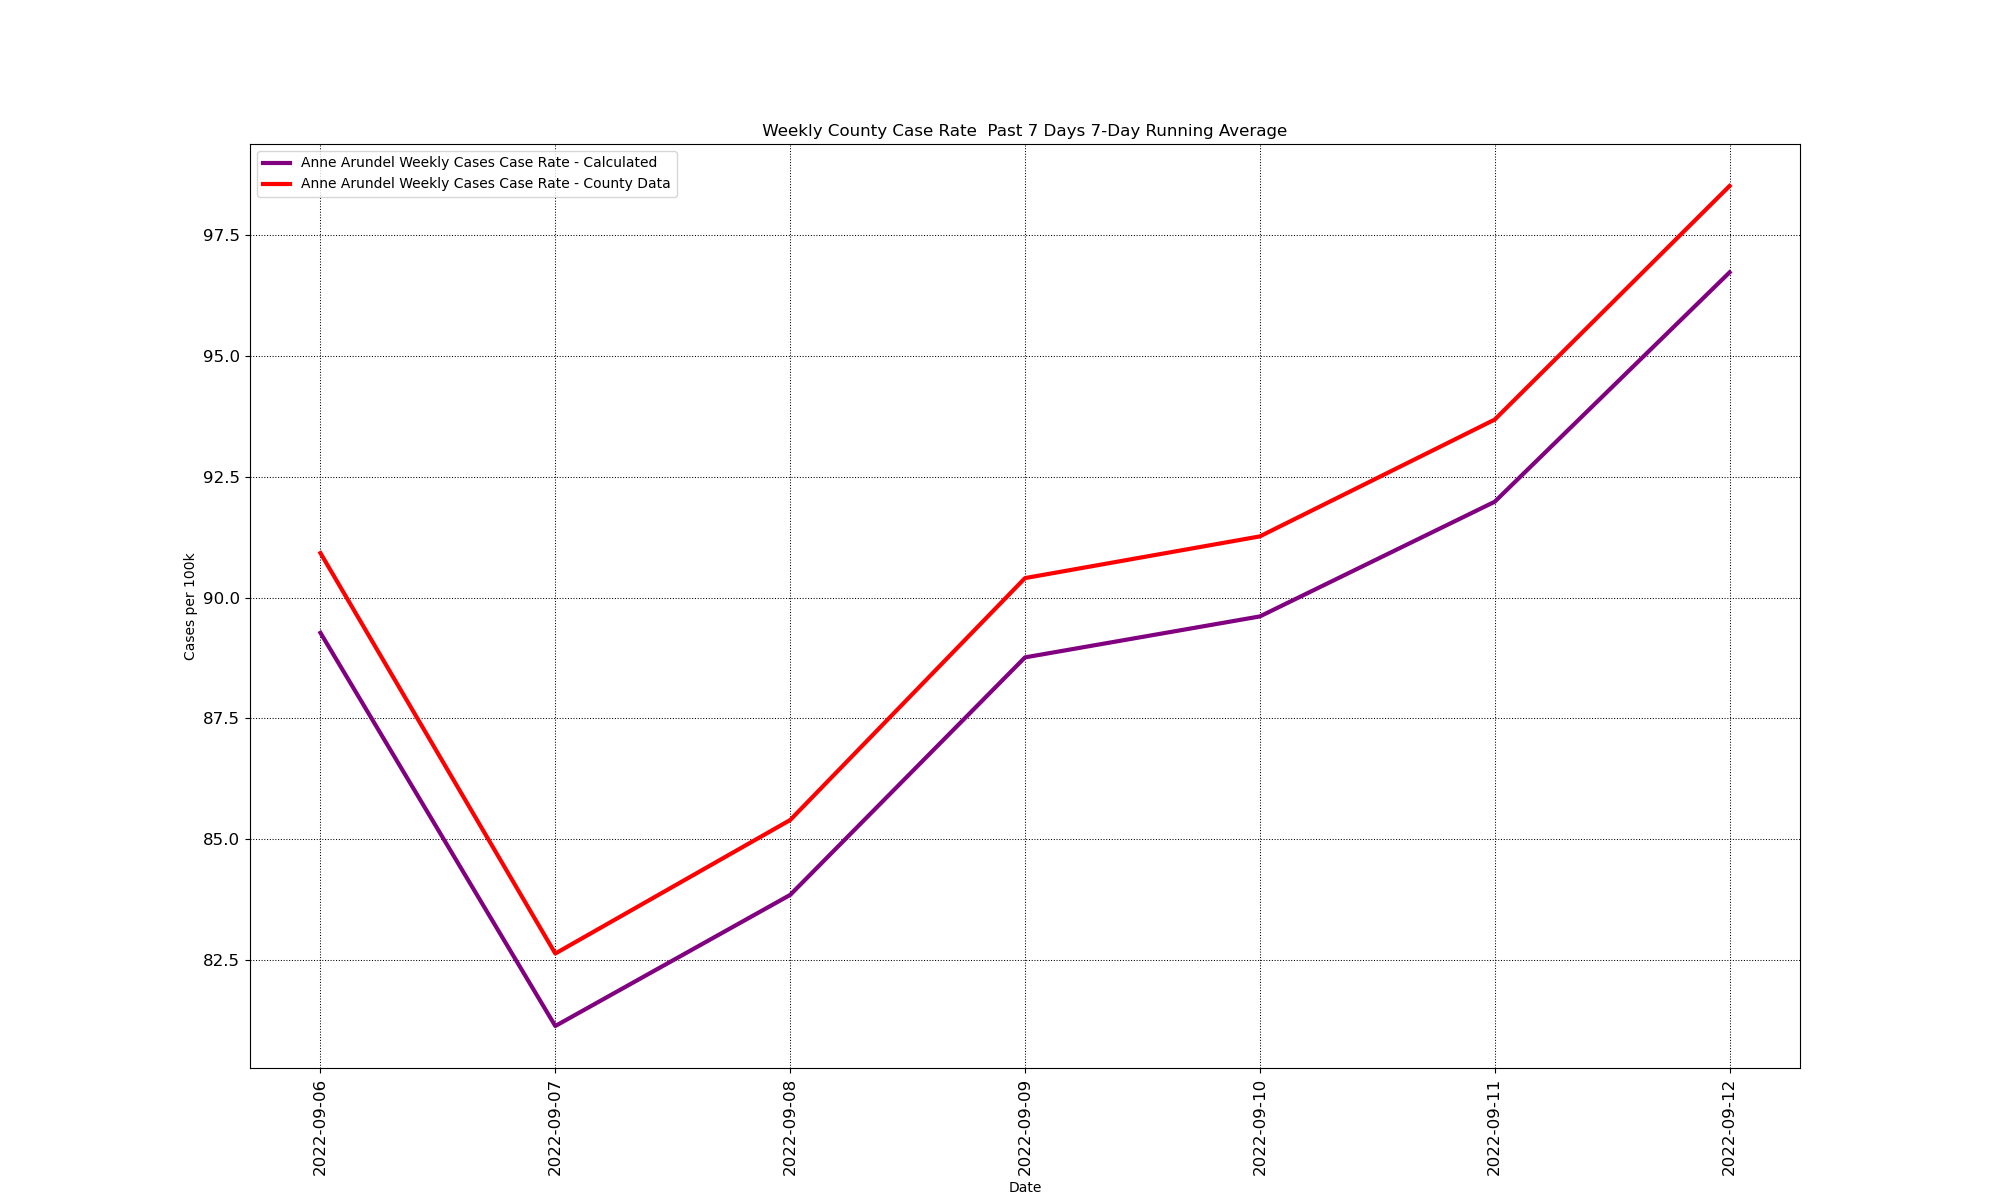 Weekly County Case Rate  Past 7 Days 7-Day Running Average
Anne Arundel Weekly Cases Case Rate - Calculated
Anne Arundel Weekly Cases Case Rate - County Data
97.5
95.0
92.5
90.0
87.5
85.0
82.5
Cases per 100k
2022-09-06
2022-09-07
2022-09-08
2022-09-09
2022-09-10
2022-09-11
2022-09-12
Date